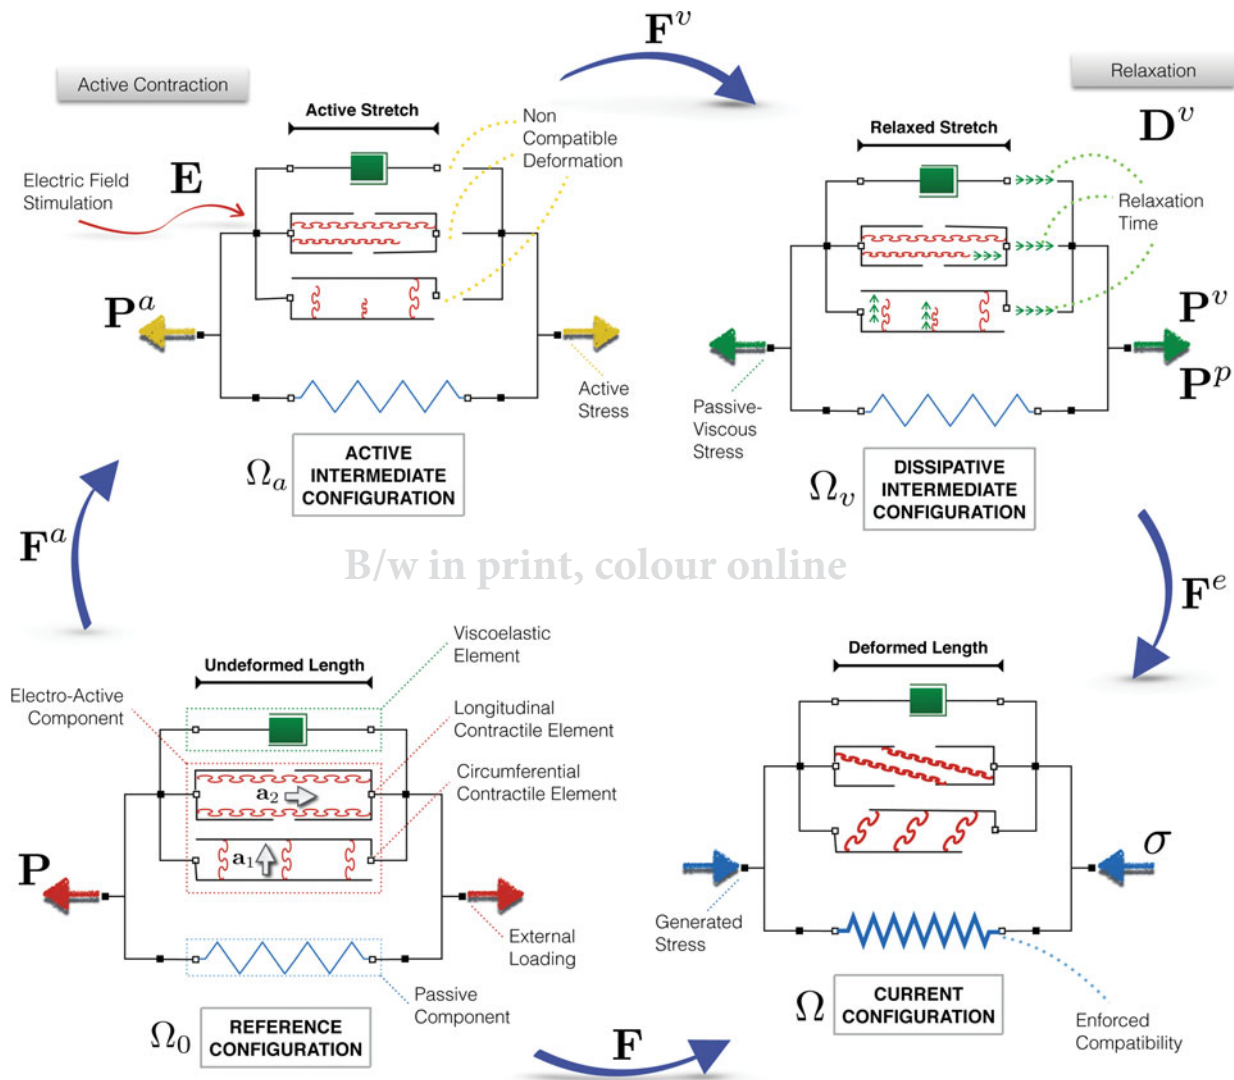 F^v
Active Contraction
Relaxation
Active Stretch
Non
Compatible
Deformation
Relaxed Stretch
D^v
E
Electric Field
Stimulation
Relaxation
Time
P^a
P^v
P^p
Active
Stress
Passive-
Viscous
Stress
Ω_a
ACTIVE
INTERMEDIATE
CONFIGURATION
Ω_v
DISSIPATIVE
INTERMEDIATE
CONFIGURATION
F^a
B/w in print, colour online
F^e
Viscoelastic
Element
Undeformed Length
Deformed Length
Electro-Active
Component
Longitudinal
Contractile Element
a_2
Circumferential
Contractile Element
a_1
P
σ
External
Loading
Generated
Stress
Passive
Component
Ω_0
REFERENCE
CONFIGURATION
F
Ω
CURRENT
CONFIGURATION
Enforced
Compatibility